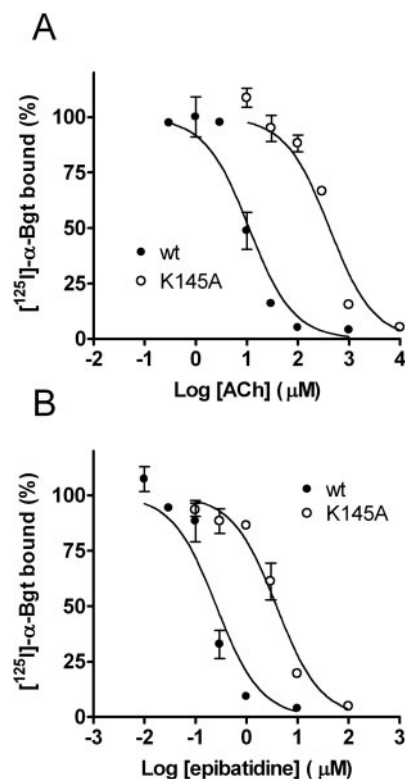 A
[¹²⁵I]-α-Bgt bound (%)
100
75
50
25
0
wt
K145A
-2 -1 0 1 2 3 4
Log [ACh] ( μM)
B
[¹²⁵I]-α-Bgt bound (%)
100
75
50
25
0
wt
K145A
-3 -2 -1 0 1 2 3
Log [epibatidine] ( μM)